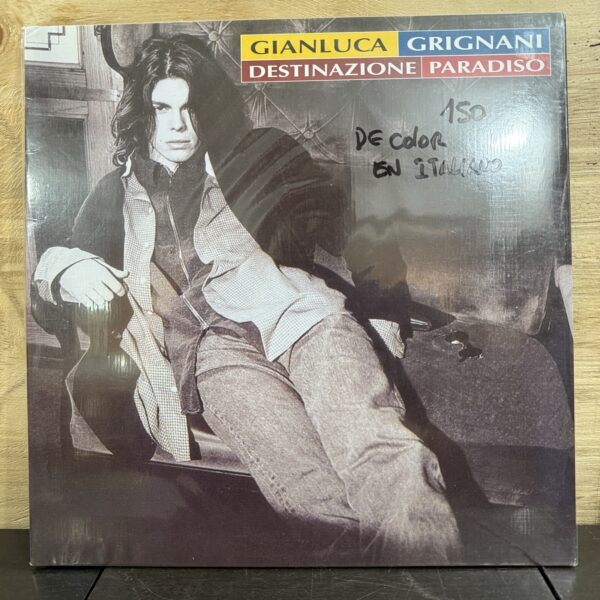 GIANLUCA GRIGNANI
DESTINAZIONE PARADISO
150
DE COLOR
EN ITALIANO